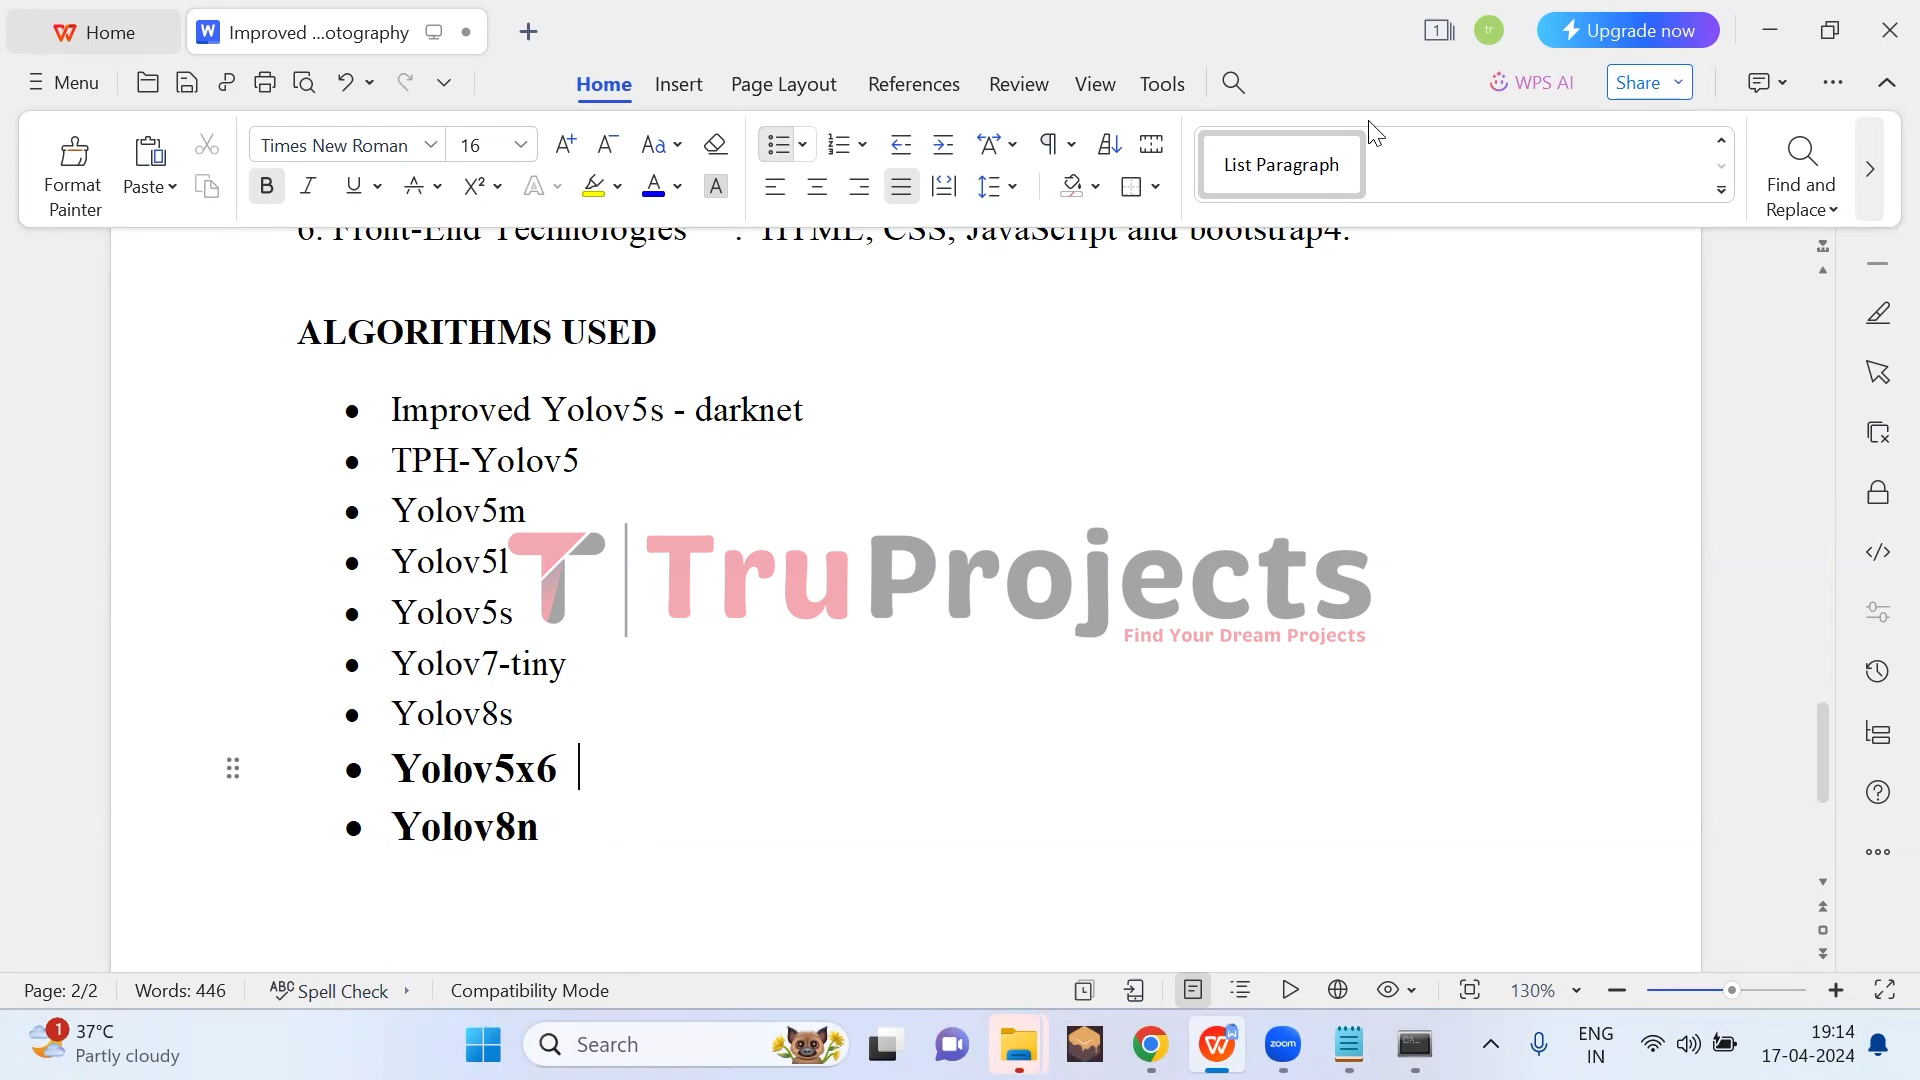 Home
Improved ...otography
1
tr
Upgrade now
Menu
Home Insert Page Layout References Review View Tools
WPS AI
Share
Format Painter
Paste
Times New Roman
16
List Paragraph
Find and Replace
6. Front-End Technologies : HTML, CSS, JavaScript and bootstrap4.
ALGORITHMS USED
• Improved Yolov5s - darknet
• TPH-Yolov5
• Yolov5m
• Yolov5l
• Yolov5s
• Yolov7-tiny
• Yolov8s
• Yolov5x6
• Yolov8n
TruProjects
Find Your Dream Projects
Page: 2/2 Words: 446 Spell Check Compatibility Mode
130%
1
37°C
Partly cloudy
Search
zoom
ENG
IN
19:14
17-04-2024